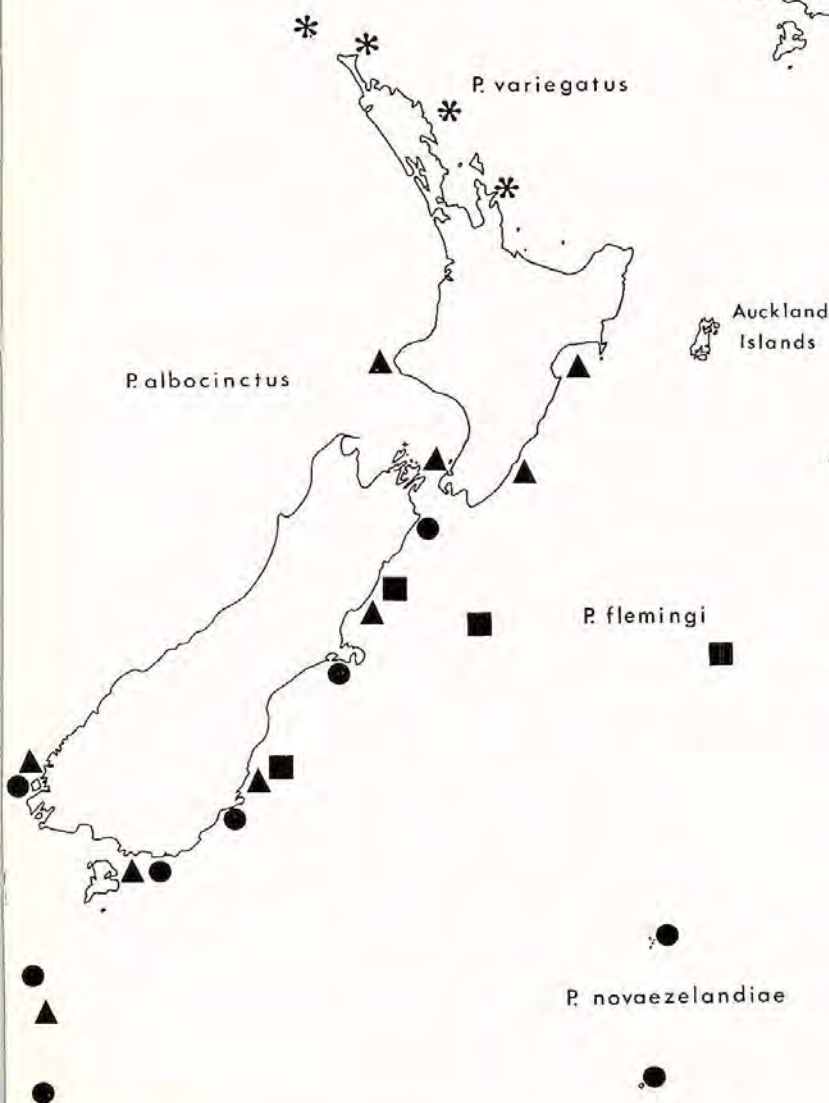 P. variegatus
Auckland
Islands
P. albocinctus
P. flemingi
P. novaezelandiae